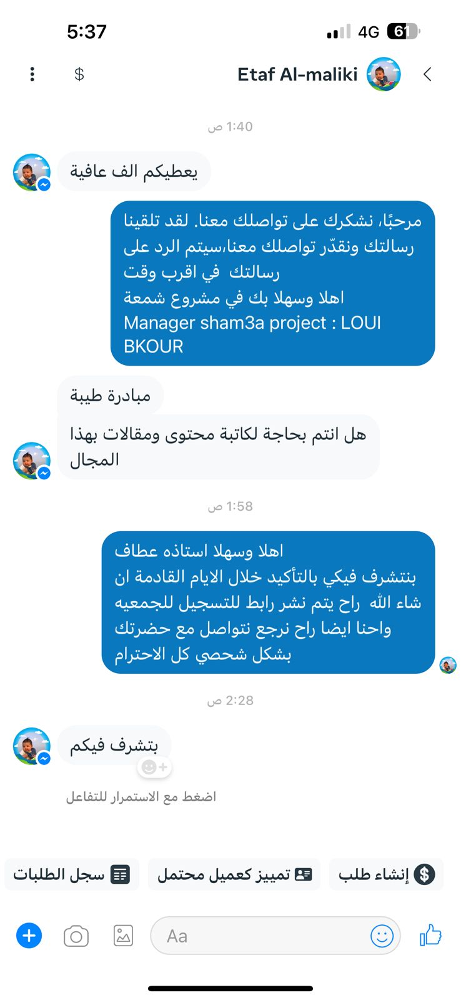 5:37
4G
61
$
Etaf Al-maliki
1:40 ص
يعطيكم الف عافية
مرحبًا، نشكرك على تواصلك معنا. لقد تلقينا
رسالتك ونقدّر تواصلك معنا،سيتم الرد على
رسالتك في اقرب وقت
اهلا وسهلا بك في مشروع شمعة
Manager sham3a project : LOUI
BKOUR
مبادرة طيبة
هل انتم بحاجة لكاتبة محتوى ومقالات بهذا
المجال
1:58 ص
اهلا وسهلا استاذه عطاف
بنتشرف فيكي بالتأكيد خلال الايام القادمة ان
شاء الله راح يتم نشر رابط للتسجيل للجمعيه
واحنا ايضا راح نرجع نتواصل مع حضرتك
بشكل شخصي كل الاحترام
2:28 ص
بتشرف فيكم
اضغط مع الاستمرار للتفاعل
إنشاء طلب
تمييز كعميل محتمل
سجل الطلبات
Aa